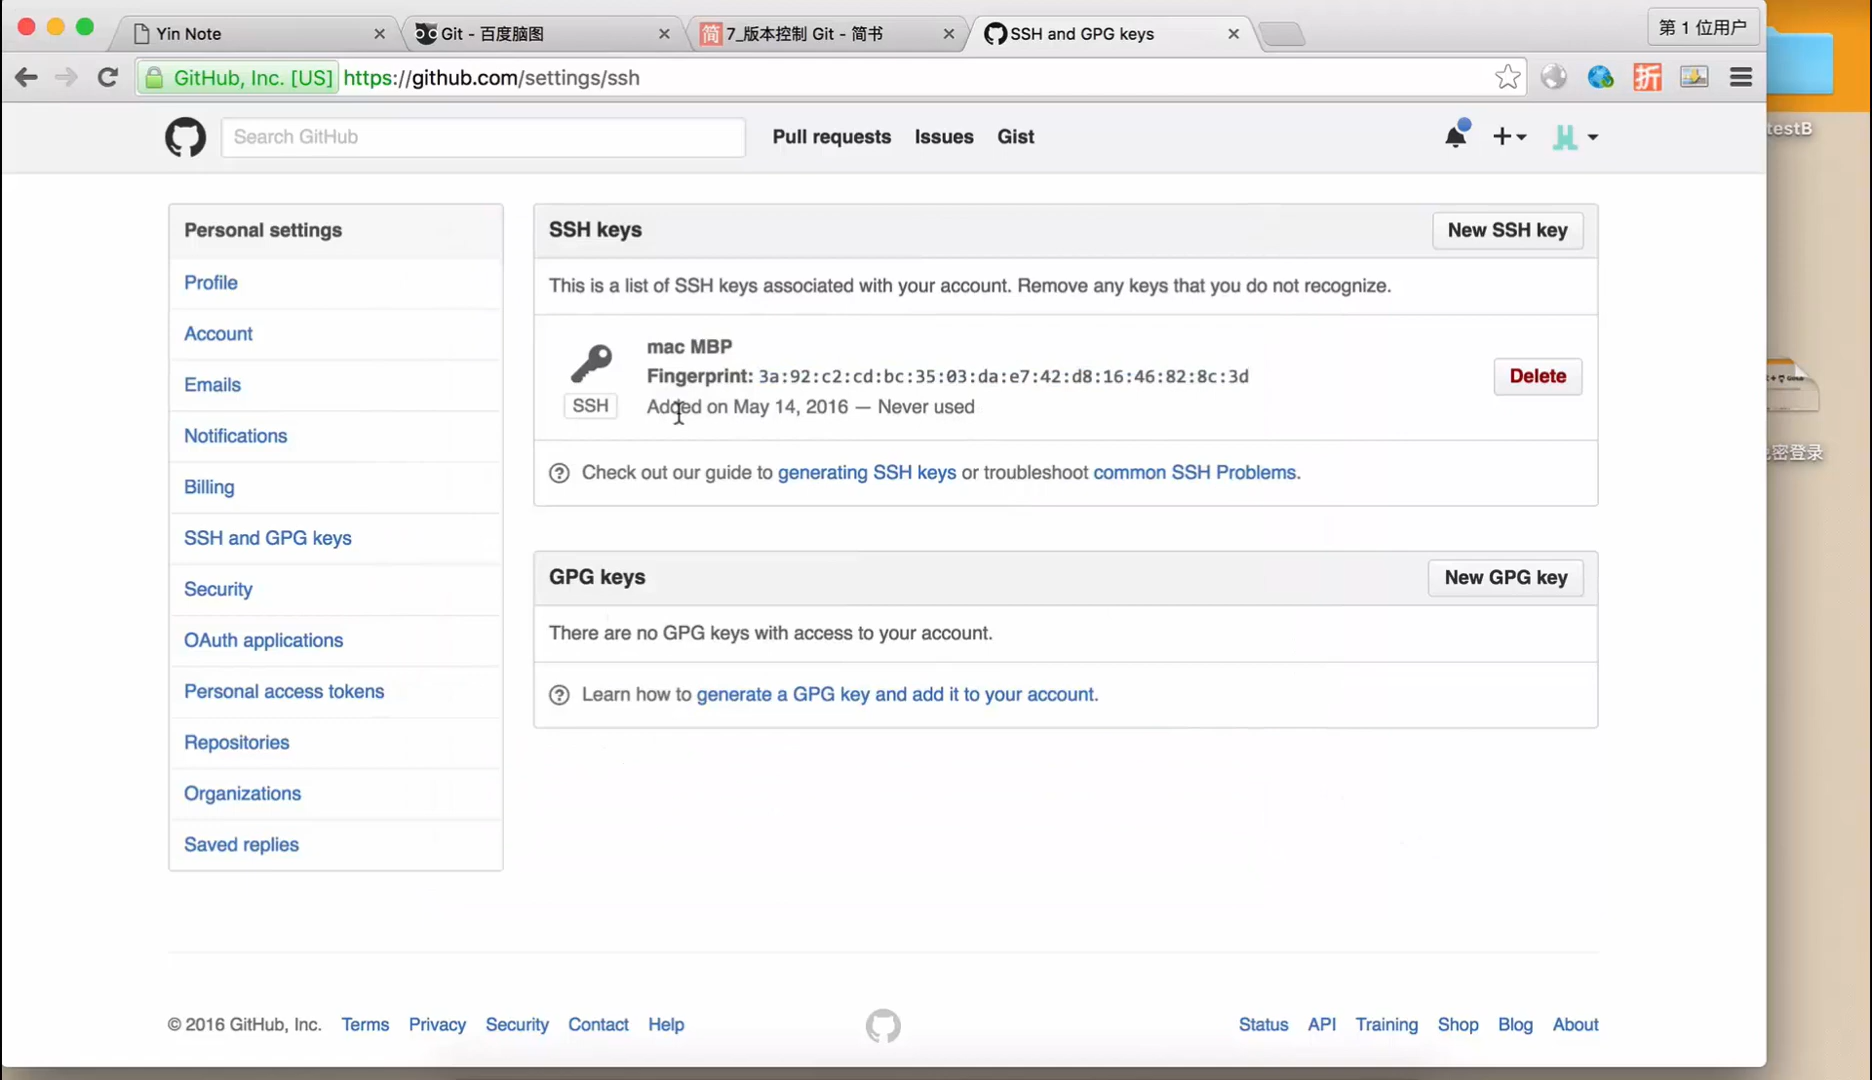 Yin Note
Git - 百度脑图
简 7_版本控制 Git - 简书
SSH and GPG keys
第 1 位用户
GitHub, Inc. [US] https://github.com/settings/ssh
折
testB
Search GitHub
Pull requests Issues Gist
Personal settings
Profile
Account
Emails
Notifications
Billing
SSH and GPG keys
Security
OAuth applications
Personal access tokens
Repositories
Organizations
Saved replies
SSH keys
New SSH key
This is a list of SSH keys associated with your account. Remove any keys that you do not recognize.
mac MBP
Fingerprint: 3a:92:c2:cd:bc:35:03:da:e7:42:d8:16:46:82:8c:3d
SSH
Added on May 14, 2016 — Never used
Delete
Check out our guide to generating SSH keys or troubleshoot common SSH Problems.
GPG keys
New GPG key
There are no GPG keys with access to your account.
Learn how to generate a GPG key and add it to your account.
密登录
© 2016 GitHub, Inc. Terms Privacy Security Contact Help
Status API Training Shop Blog About